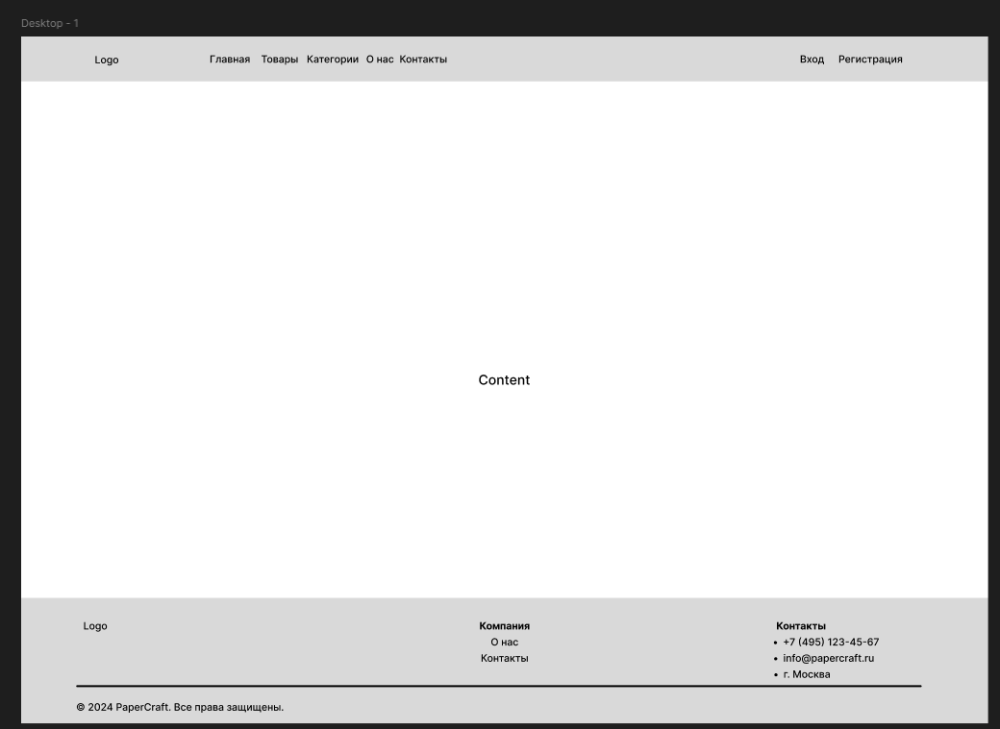 Desktop - 1
Logo Главная Товары Категории О нас Контакты Вход Регистрация
Content
Logo Компания Контакты
О нас • +7 (495) 123-45-67
Контакты • info@papercraft.ru
• г. Москва
© 2024 PaperCraft. Все права защищены.